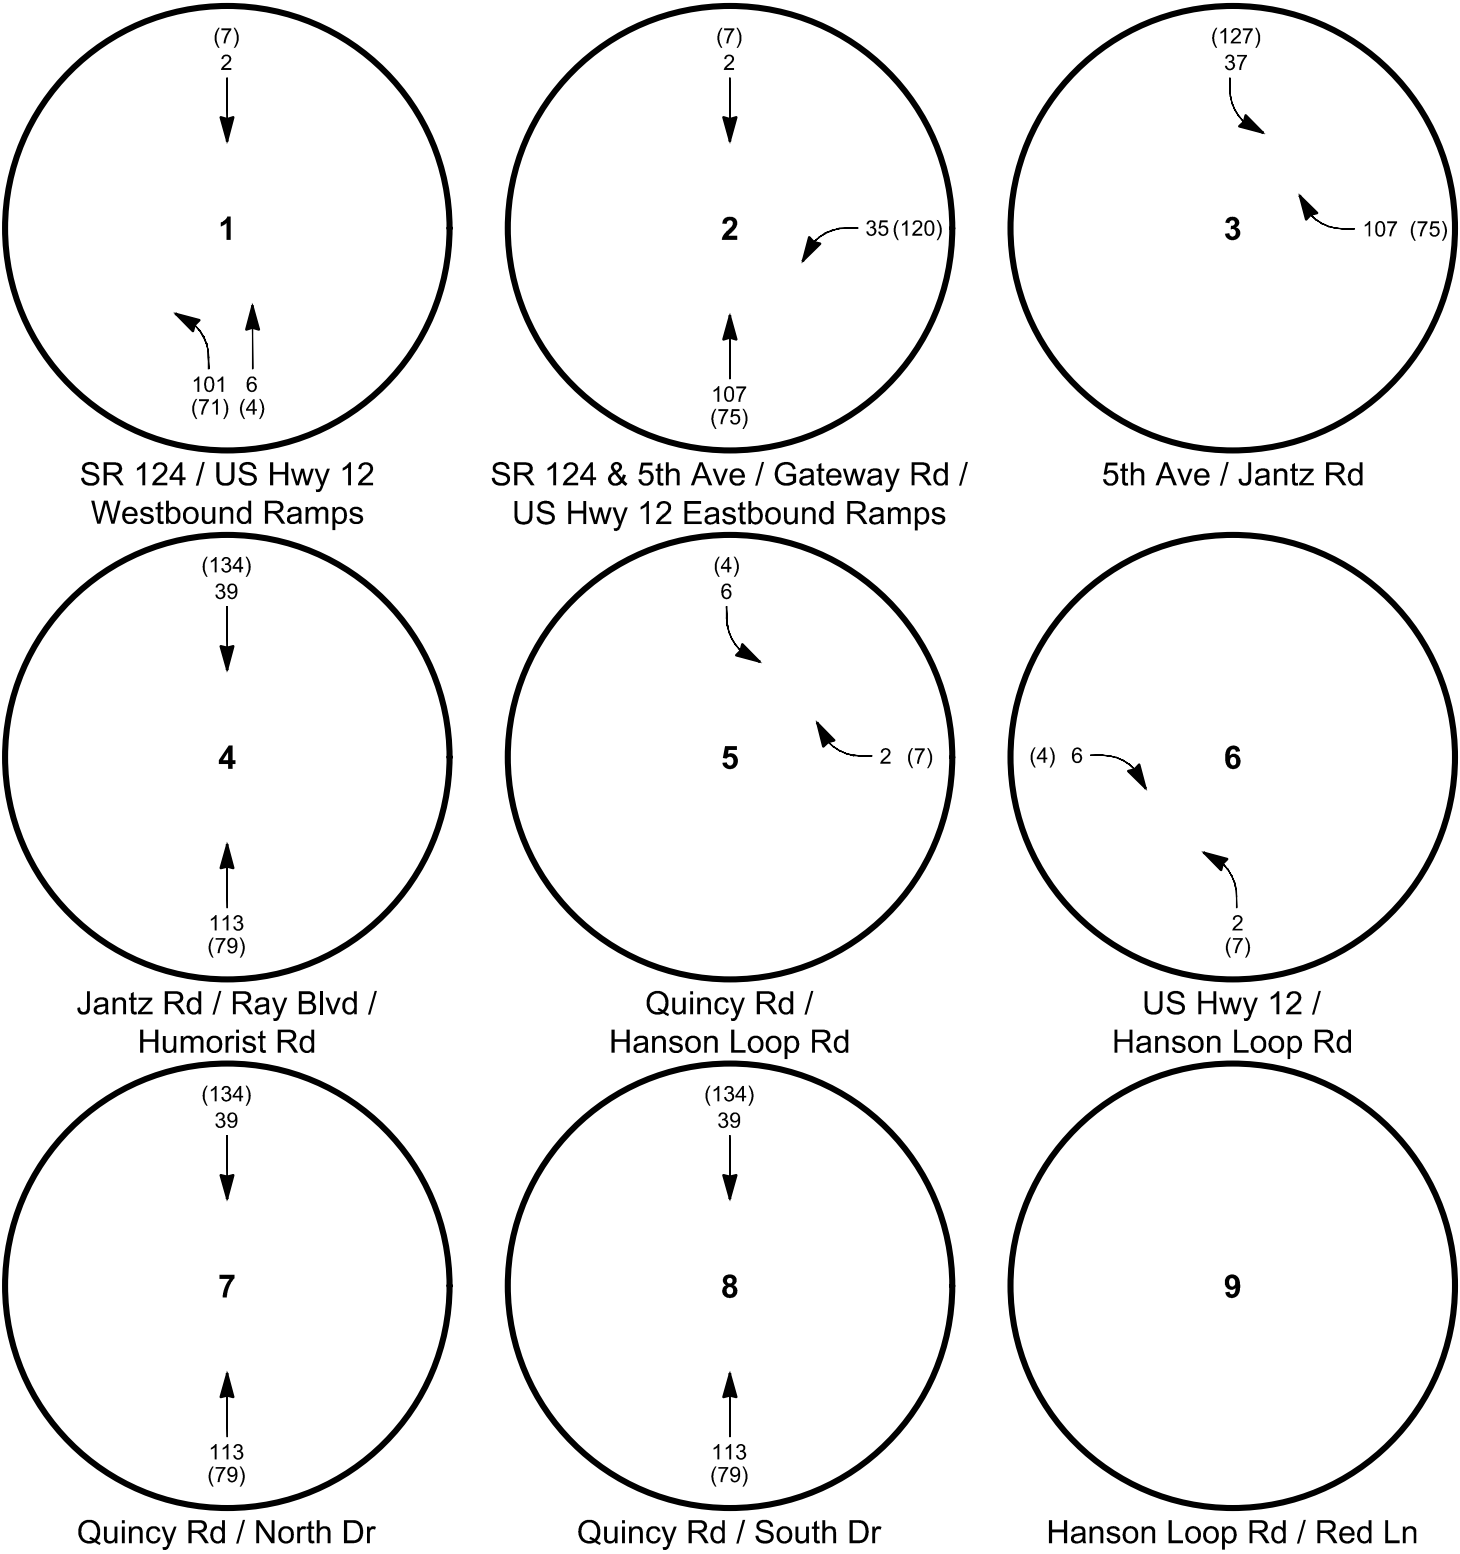 (7)
2
1
101 6
(71) (4)
SR 124 / US Hwy 12
Westbound Ramps
(7)
2
2
35 (120)
107
(75)
SR 124 & 5th Ave / Gateway Rd /
US Hwy 12 Eastbound Ramps
(127)
37
3
107 (75)
5th Ave / Jantz Rd
(134)
39
4
113
(79)
Jantz Rd / Ray Blvd /
Humorist Rd
(4)
6
5
2 (7)
Quincy Rd /
Hanson Loop Rd
(4) 6
6
2
(7)
US Hwy 12 /
Hanson Loop Rd
(134)
39
7
113
(79)
Quincy Rd / North Dr
(134)
39
8
113
(79)
Quincy Rd / South Dr
9
Hanson Loop Rd / Red Ln